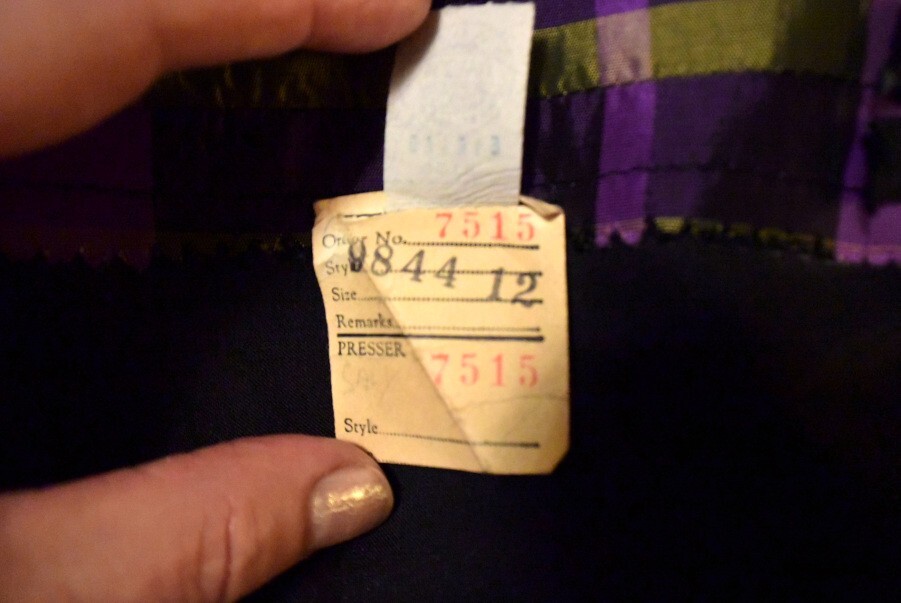 Order No. 7515
Style 9844 12
Size
Remarks
PRESSER 7515
Style